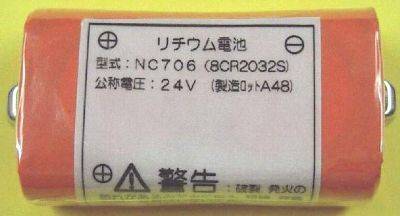 リチウム電池
型式：NC706 (8CR2032S)
公称電圧：24V (製造ロットA48)
警告：破裂 発火の